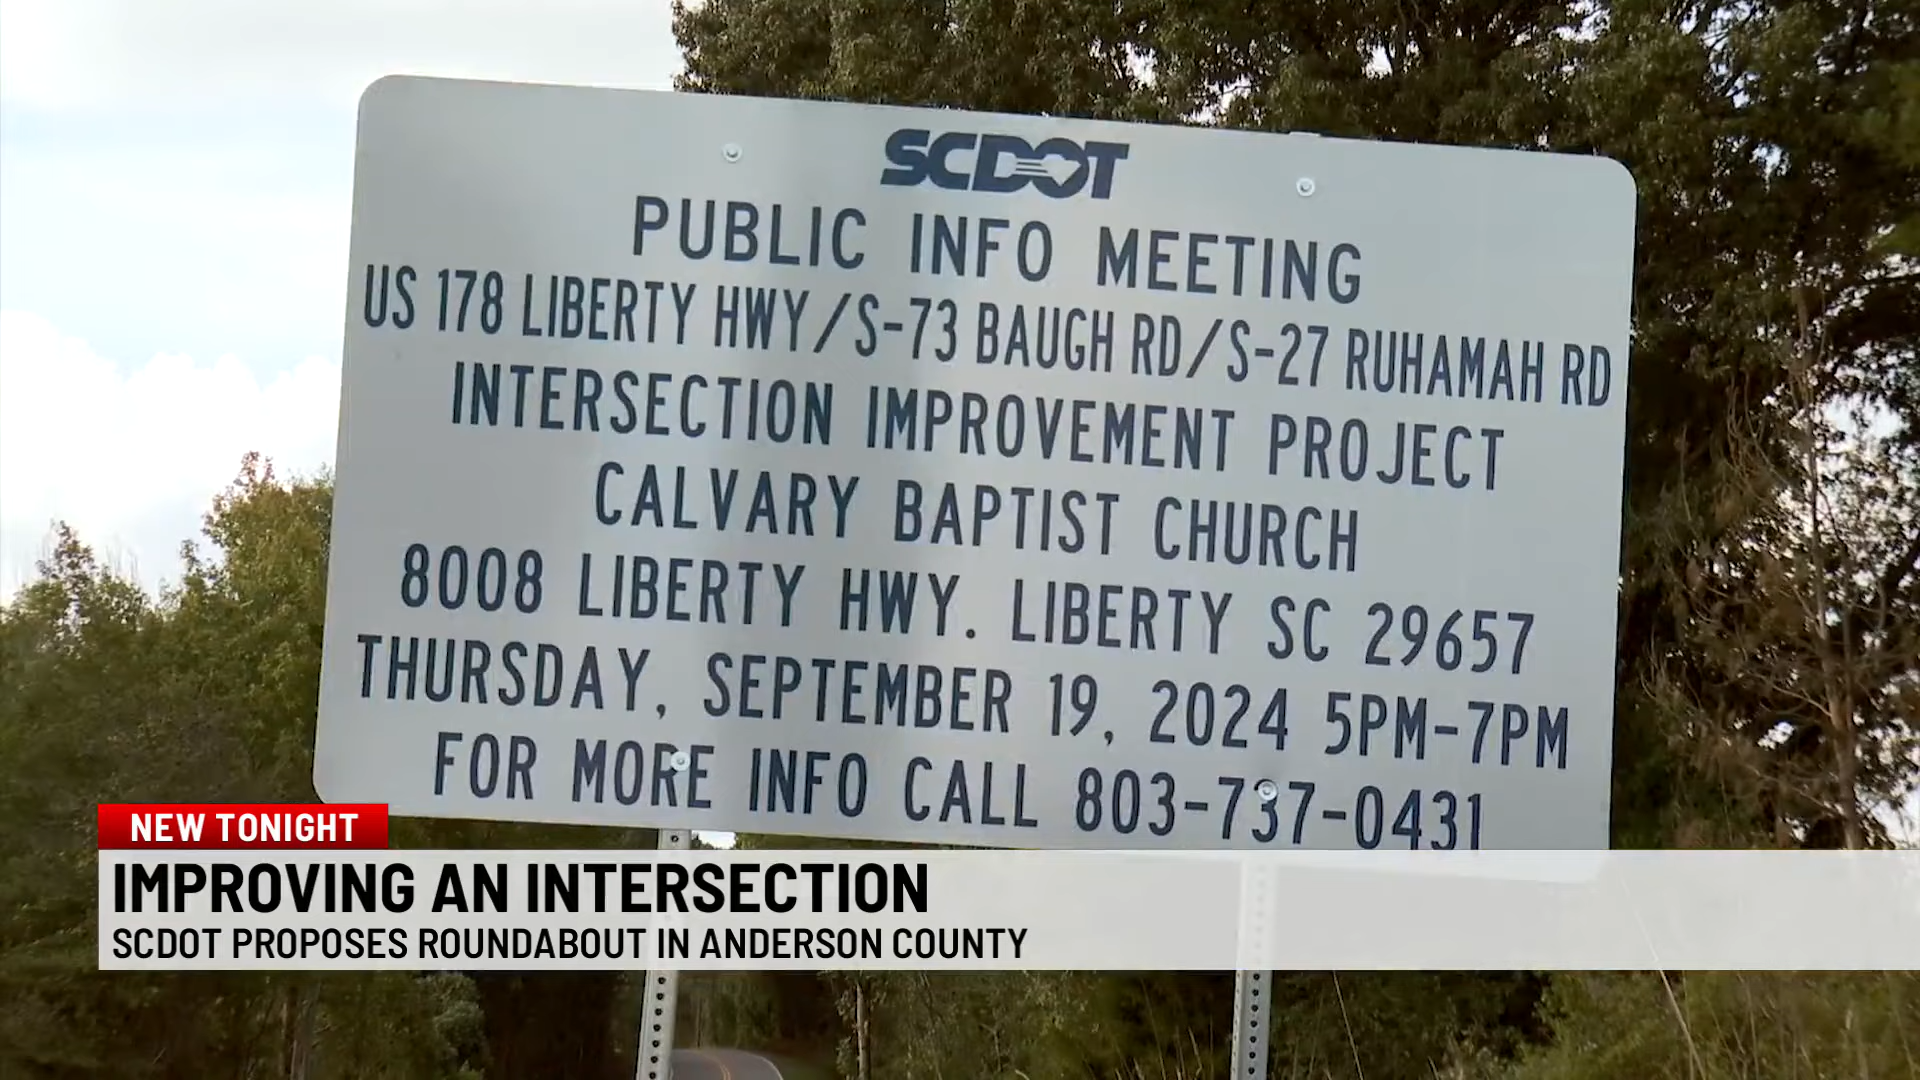 SCDOT
PUBLIC INFO MEETING
US 178 LIBERTY HWY/S-73 BAUGH RD/S-27 RUHAMAH RD
INTERSECTION IMPROVEMENT PROJECT
CALVARY BAPTIST CHURCH
8008 LIBERTY HWY. LIBERTY SC 29657
THURSDAY, SEPTEMBER 19, 2024 5PM-7PM
FOR MORE INFO CALL 803-737-0431
NEW TONIGHT
IMPROVING AN INTERSECTION
SCDOT PROPOSES ROUNDABOUT IN ANDERSON COUNTY